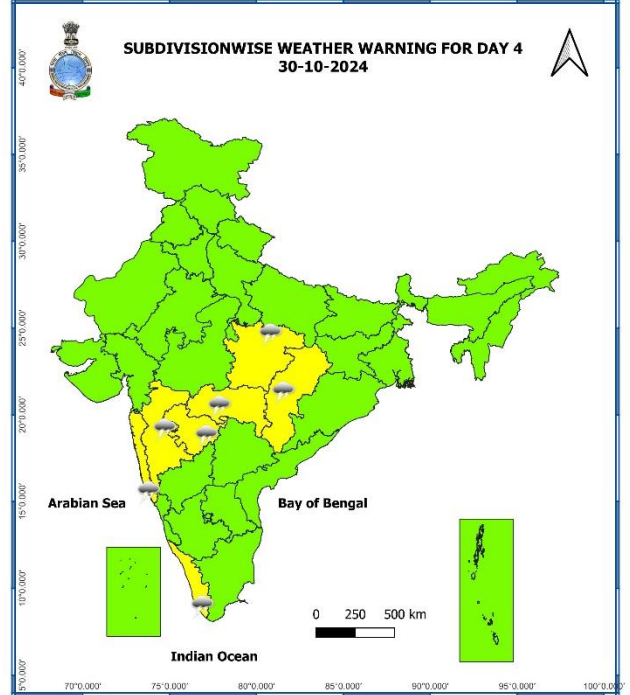 SUBDIVISIONWISE WEATHER WARNING FOR DAY 4
30-10-2024
40°0.000'
35°0.000'
30°0.000'
25°0.000'
20°0.000'
15°0.000'
10°0.000'
5°0.000'
Arabian Sea
Bay of Bengal
0 250 500 km
Indian Ocean
70°0.000' 75°0.000' 80°0.000' 85°0.000' 90°0.000' 95°0.000' 100°0.000'